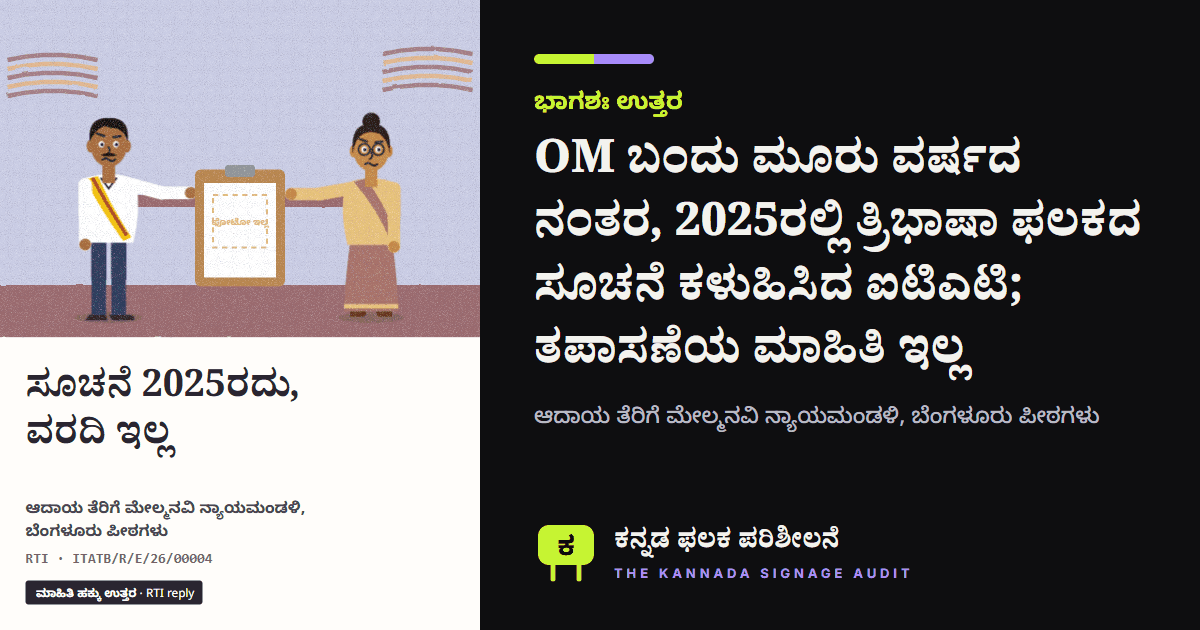 ಫೋಟೋ ಇಲ್ಲ
ಸೂಚನೆ 2025ರದು,
ವರದಿ ಇಲ್ಲ
ಆದಾಯ ತೆರಿಗೆ ಮೇಲ್ಮನವಿ ನ್ಯಾಯಮಂಡಳಿ,
ಬೆಂಗಳೂರು ಪೀಠಗಳು
RTI · ITATB/R/E/26/00004
ಮಾಹಿತಿ ಹಕ್ಕು ಉತ್ತರ · RTI reply
ಭಾಗಶಃ ಉತ್ತರ
OM ಬಂದು ಮೂರು ವರ್ಷದ
ನಂತರ, 2025ರಲ್ಲಿ ತ್ರಿಭಾಷಾ ಫಲಕದ
ಸೂಚನೆ ಕಳುಹಿಸಿದ ಐಟಿಎಟಿ;
ತಪಾಸಣೆಯ ಮಾಹಿತಿ ಇಲ್ಲ
ಆದಾಯ ತೆರಿಗೆ ಮೇಲ್ಮನವಿ ನ್ಯಾಯಮಂಡಳಿ, ಬೆಂಗಳೂರು ಪೀಠಗಳು
ಕ
ಕನ್ನಡ ಫಲಕ ಪರಿಶೀಲನೆ
THE KANNADA SIGNAGE AUDIT